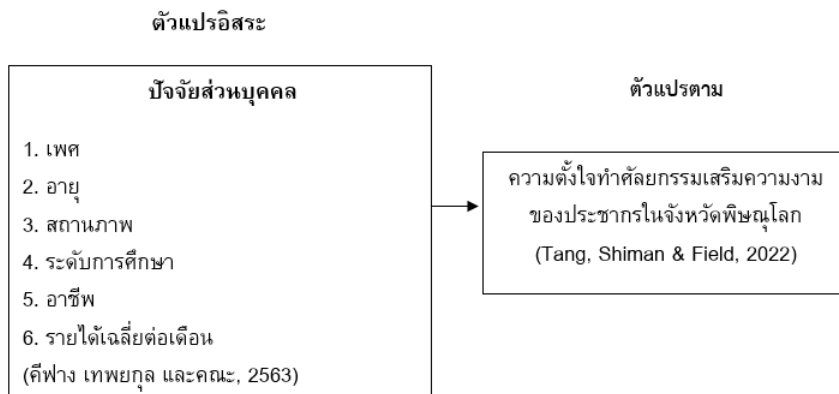 ตัวแปรอิสระ
ปัจจัยส่วนบุคคล
1. เพศ
2. อายุ
3. สถานภาพ
4. ระดับการศึกษา
5. อาชีพ
6. รายได้เฉลี่ยต่อเดือน
(คีฟาง เทพยกุล และคณะ, 2563)
ตัวแปรตาม
ความตั้งใจทำศัลยกรรมเสริมความงาม
ของประชากรในจังหวัดพิษณุโลก
(Tang, Shiman & Field, 2022)